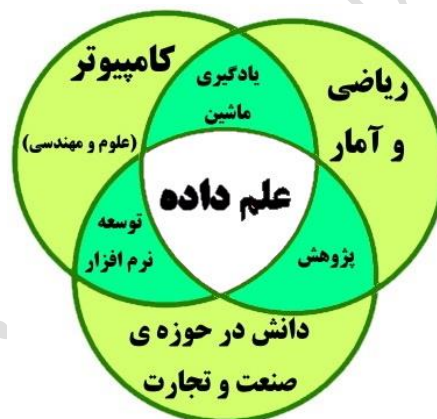 کامپیوتر
(علوم و مهندسی)
یادگیری
ماشین
ریاضی
و آمار
علم داده
توسعه
نرم افزار
پژوهش
دانش در حوزه ی
صنعت و تجارت